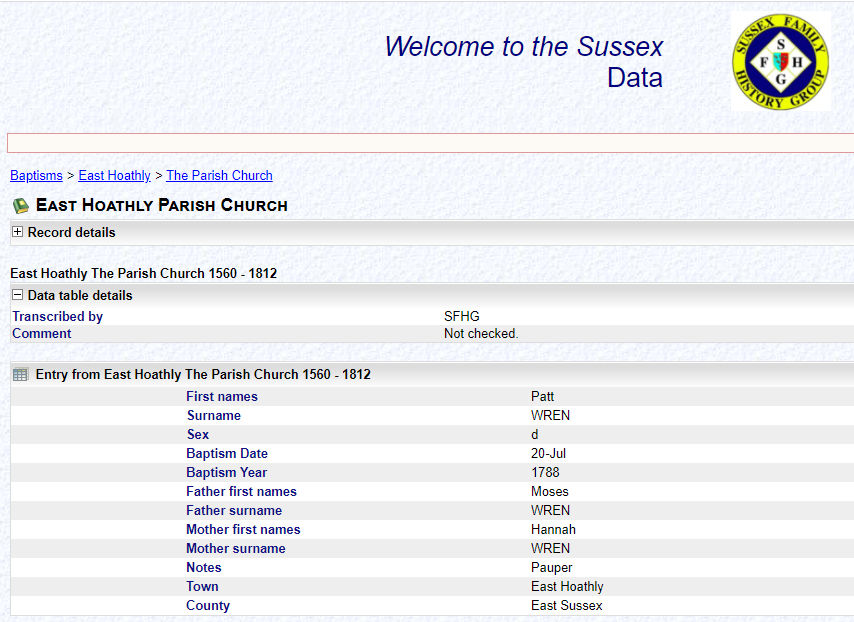 Welcome to the Sussex
Data
SUSSEX FAMILY
S
F H
G
HISTORY GROUP
Baptisms > East Hoathly > The Parish Church
East Hoathly Parish Church
Record details
East Hoathly The Parish Church 1560 - 1812
Data table details
Transcribed by SFHG
Comment Not checked.
Entry from East Hoathly The Parish Church 1560 - 1812
First names Patt
Surname WREN
Sex d
Baptism Date 20-Jul
Baptism Year 1788
Father first names Moses
Father surname WREN
Mother first names Hannah
Mother surname WREN
Notes Pauper
Town East Hoathly
County East Sussex